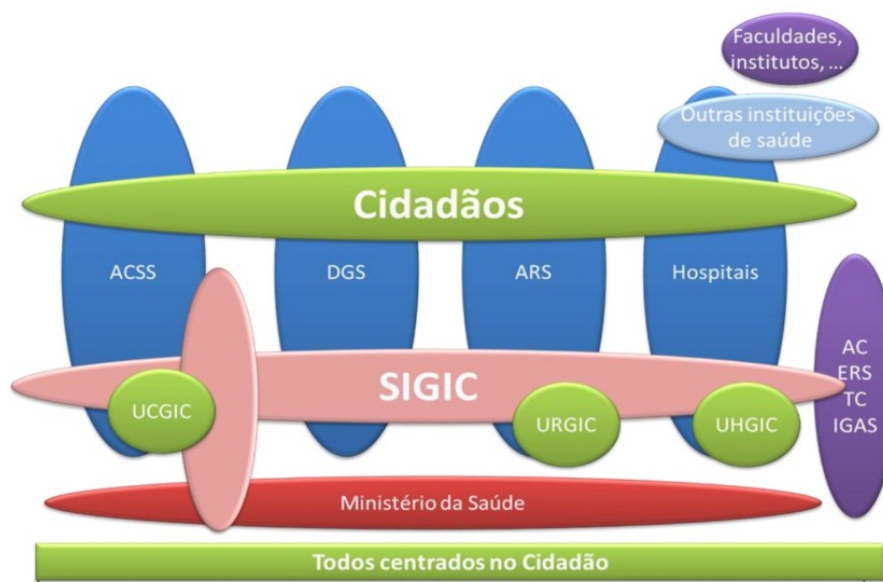 Faculdades,
institutos, ...
Outras instituições
de saúde
Cidadãos
ACSS
DGS
ARS
Hospitais
SIGIC
AC
ERS
TC
IGAS
UCGIC
URGIC
UHGIC
Ministério da Saúde
Todos centrados no Cidadão